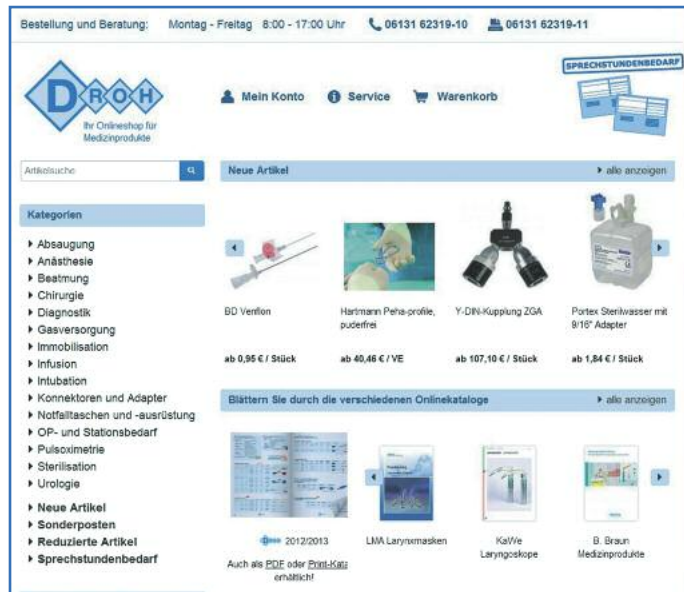 Bestellung und Beratung: Montag - Freitag 8:00 - 17:00 Uhr 06131 62319-10 06131 62319-11
DROH
Ihr Onlineshop für
Medizinprodukte
Mein Konto Service Warenkorb
SPRECHSTUNDENBEDARF
Artikelsuche
Neue Artikel alle anzeigen
Kategorien
Absaugung
Anästhesie
Beatmung
Chirurgie
Diagnostik
Gasversorgung
Immobilisation
Infusion
Intubation
Konnektoren und Adapter
Notfalltaschen und -ausrüstung
OP- und Stationsbedarf
Pulsoximetrie
Sterilisation
Urologie
Neue Artikel
Sonderposten
Reduzierte Artikel
Sprechstundenbedarf
BD Venflon
ab 0,95 € / Stück
Hartmann Peha-profile,
puderfrei
ab 40,46 € / VE
Y-DIN-Kupplung ZGA
ab 107,10 € / Stück
Portex Sterilwasser mit
9/16" Adapter
ab 1,84 € / Stück
Blättern Sie durch die verschiedenen Onlinekataloge alle anzeigen
DROH 2012/2013
Auch als PDF oder Print-Kata
erhältlich!
LMA Larynxmasken
KaWe
Laryngoskope
B. Braun
Medizinprodukte